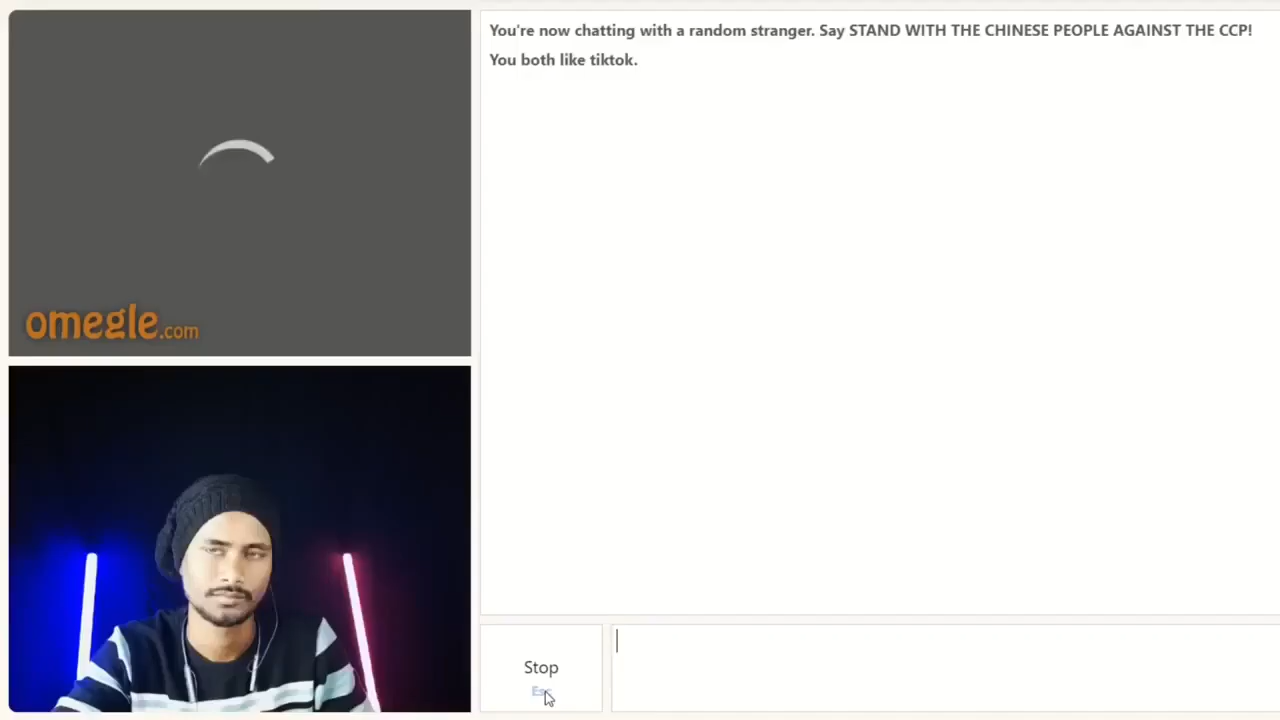 You're now chatting with a random stranger. Say STAND WITH THE CHINESE PEOPLE AGAINST THE CCP!
You both like tiktok.
omegle.com
Stop
Esc